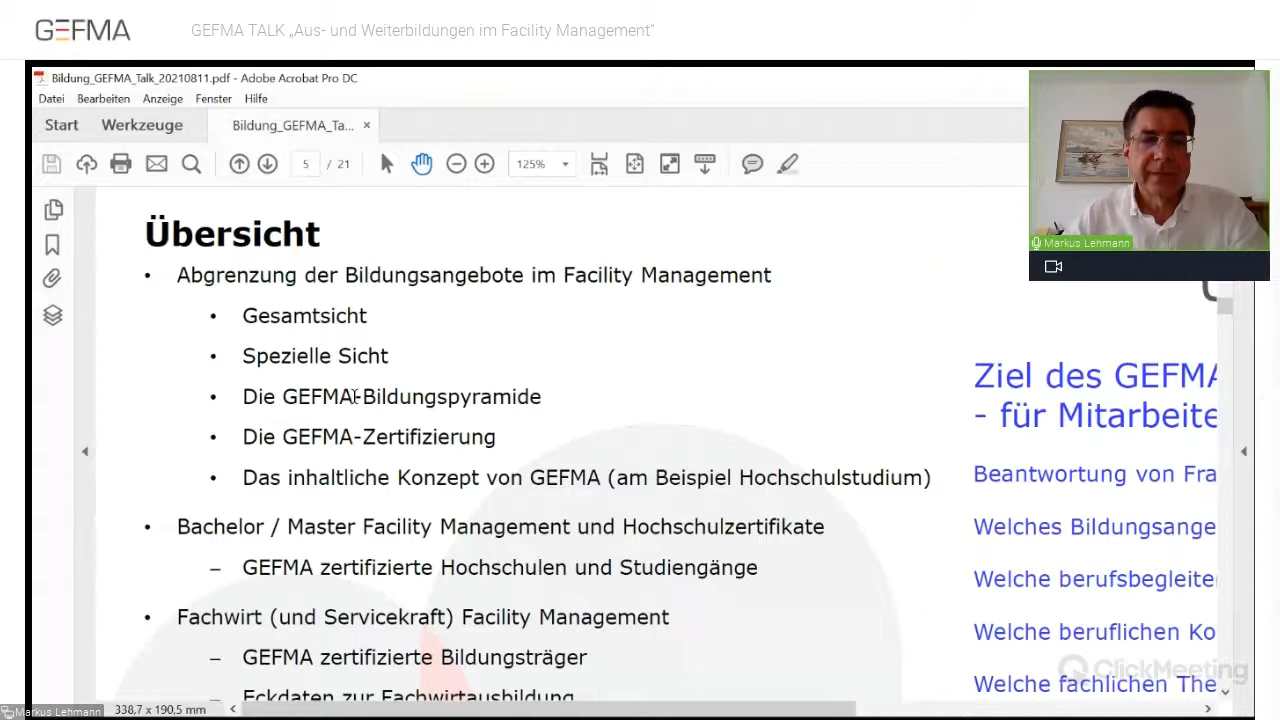 GEFMA
GEFMA TALK „Aus- und Weiterbildungen im Facility Management“
Bildung_GEFMA_Talk_20210811.pdf - Adobe Acrobat Pro DC
Datei Bearbeiten Anzeige Fenster Hilfe
Start Werkzeuge Bildung_GEFMA_Ta... ×
5 / 21 125%
Übersicht
• Abgrenzung der Bildungsangebote im Facility Management
• Gesamtsicht
• Spezielle Sicht
• Die GEFMA-Bildungspyramide
• Die GEFMA-Zertifizierung
• Das inhaltliche Konzept von GEFMA (am Beispiel Hochschulstudium)
• Bachelor / Master Facility Management und Hochschulzertifikate
– GEFMA zertifizierte Hochschulen und Studiengänge
• Fachwirt (und Servicekraft) Facility Management
– GEFMA zertifizierte Bildungsträger
– Eckdaten zur Fachwirtausbildung
Ziel des GEFMA
- für Mitarbeite
Beantwortung von Fra
Welches Bildungsange
Welche berufsbegleite
Welche beruflichen Ko
Welche fachlichen The
Markus Lehmann
ClickMeeting
338,7 x 190,5 mm
Markus Lehmann